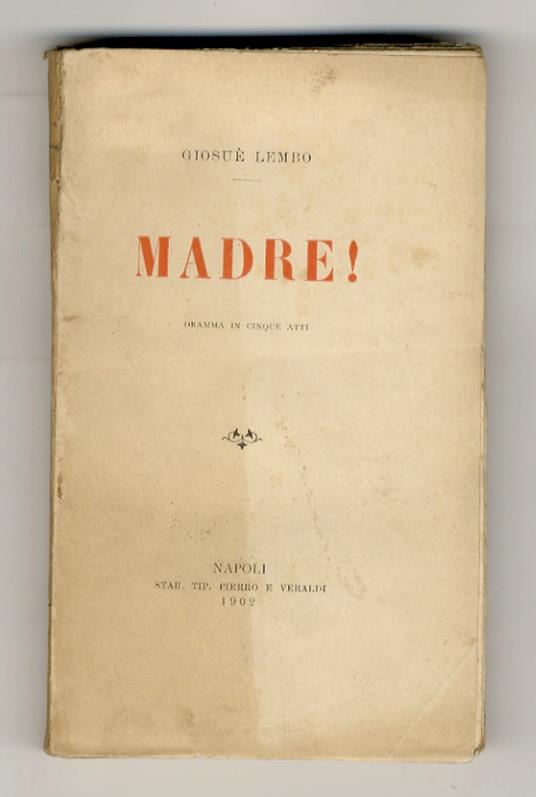 GIOSUÈ LEMBO
MADRE!
DRAMMA IN CINQUE ATTI
NAPOLI
STAB. TIP. PIERRO E VERALDI
1902